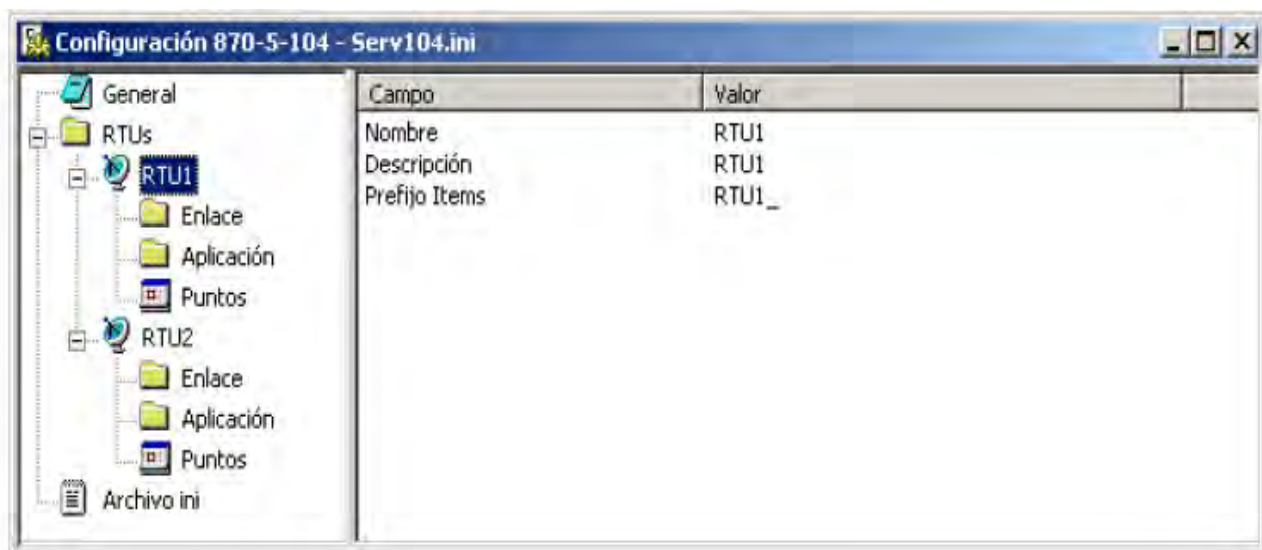 Configuración 870-5-104 - Serv104.ini
General
RTUs
RTU1
Enlace
Aplicación
Puntos
RTU2
Enlace
Aplicación
Puntos
Archivo ini
Campo Valor
Nombre RTU1
Descripción RTU1
Prefijo Items RTU1_